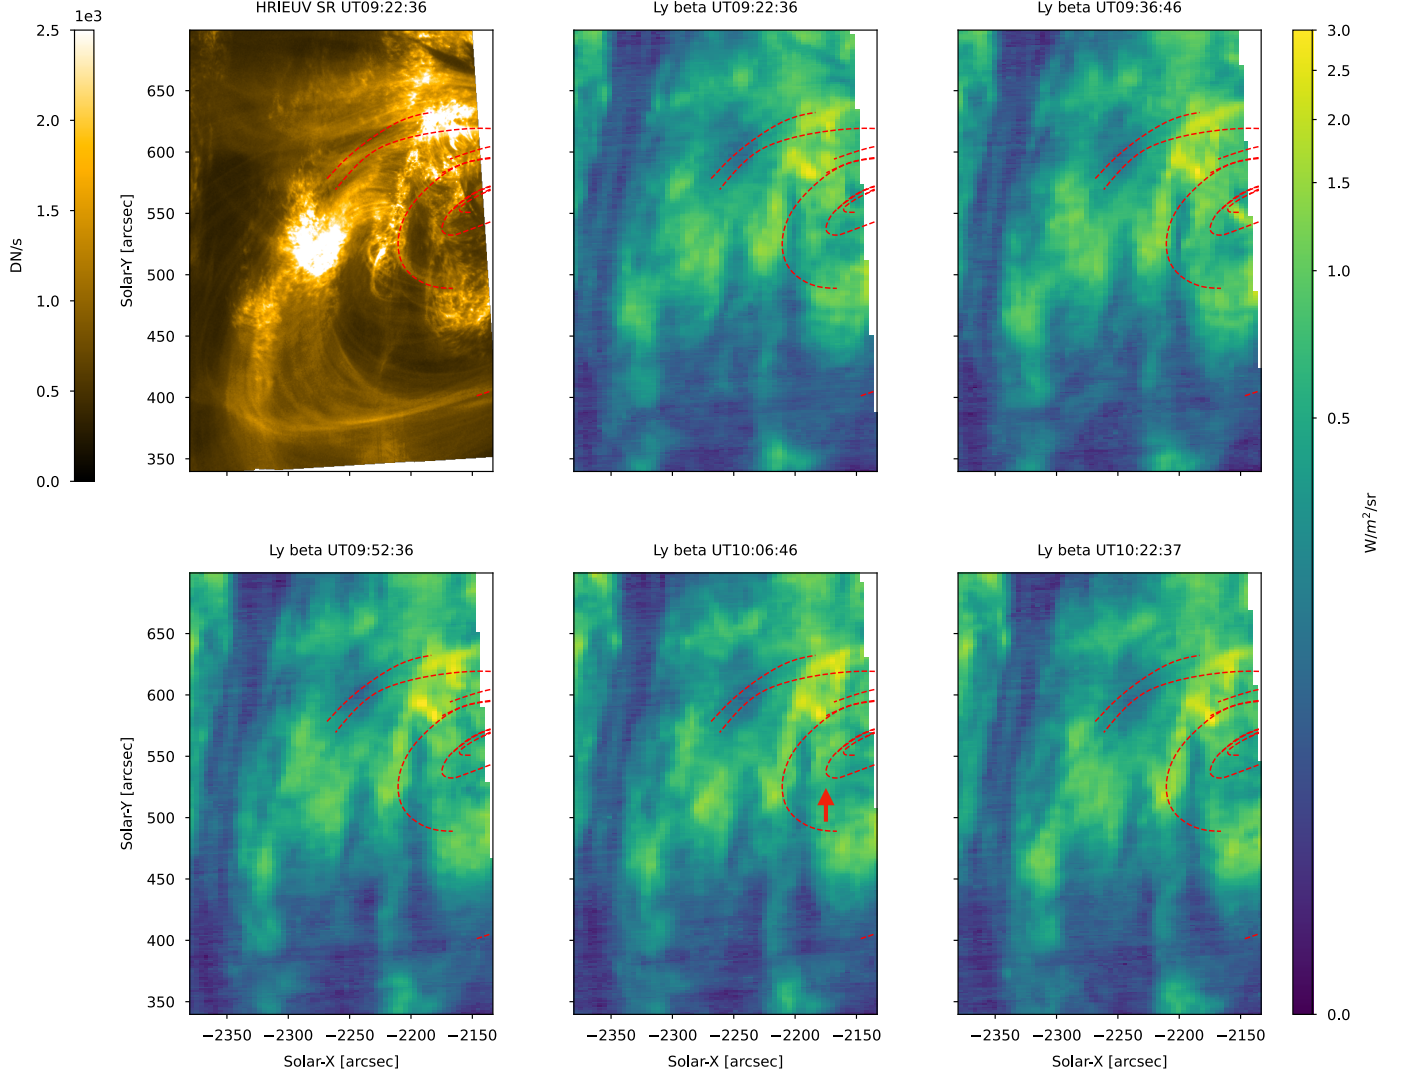 HRIEUV SR UT09:22:36
Ly beta UT09:22:36
Ly beta UT09:36:46
1e3
2.5
2.0
1.5
1.0
0.5
0.0
DN/s
650
600
550
500
450
400
350
Solar-Y [arcsec]
3.0
2.5
2.0
1.5
1.0
0.5
0.0
W/m²/sr
Ly beta UT09:52:36
Ly beta UT10:06:46
Ly beta UT10:22:37
650
600
550
500
450
400
350
Solar-Y [arcsec]
−2350 −2300 −2250 −2200 −2150
−2350 −2300 −2250 −2200 −2150
−2350 −2300 −2250 −2200 −2150
Solar-X [arcsec]
Solar-X [arcsec]
Solar-X [arcsec]